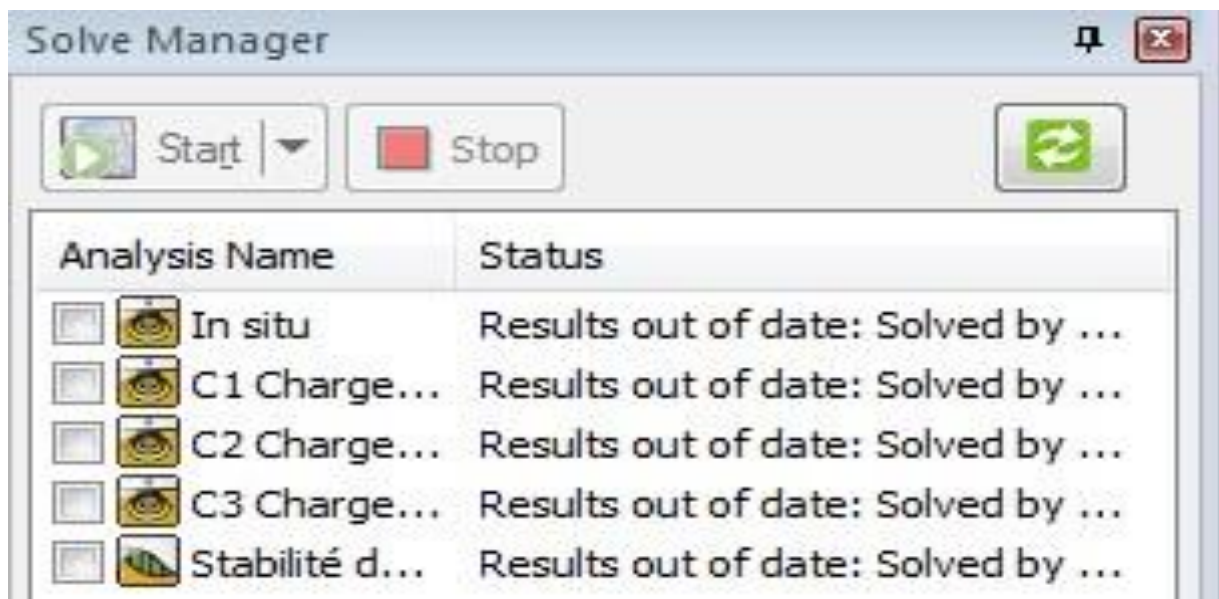 Solve Manager
Start Stop
Analysis Name Status
In situ Results out of date: Solved by ...
C1 Charge... Results out of date: Solved by ...
C2 Charge... Results out of date: Solved by ...
C3 Charge... Results out of date: Solved by ...
Stabilité d... Results out of date: Solved by ...